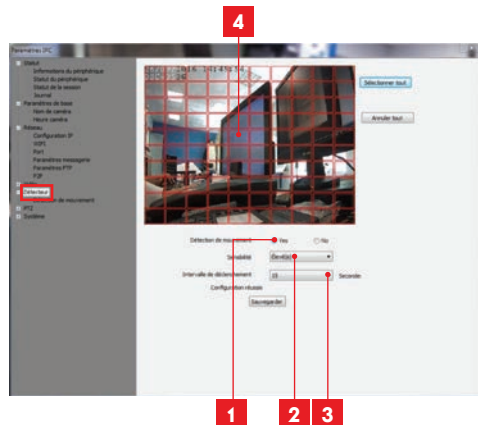 4
Paramètres IPC
Statut
Informations du périphérique
Statut du périphérique
Statut de la session
Journal
Paramètres de base
Nom de caméra
Heure caméra
Réseau
Configuration IP
WIFI
Port
Paramètres messagerie
Paramètres FTP
P2P
Détecteur
Détection de mouvement
PTZ
Système
Sélectionner tout
Annuler tout
Détection de mouvement Yes No
Sensibilité Élevé(e)
Intervalle de déclenchement 15 Seconde
Configuration réussie
Sauvegarder
1 2 3